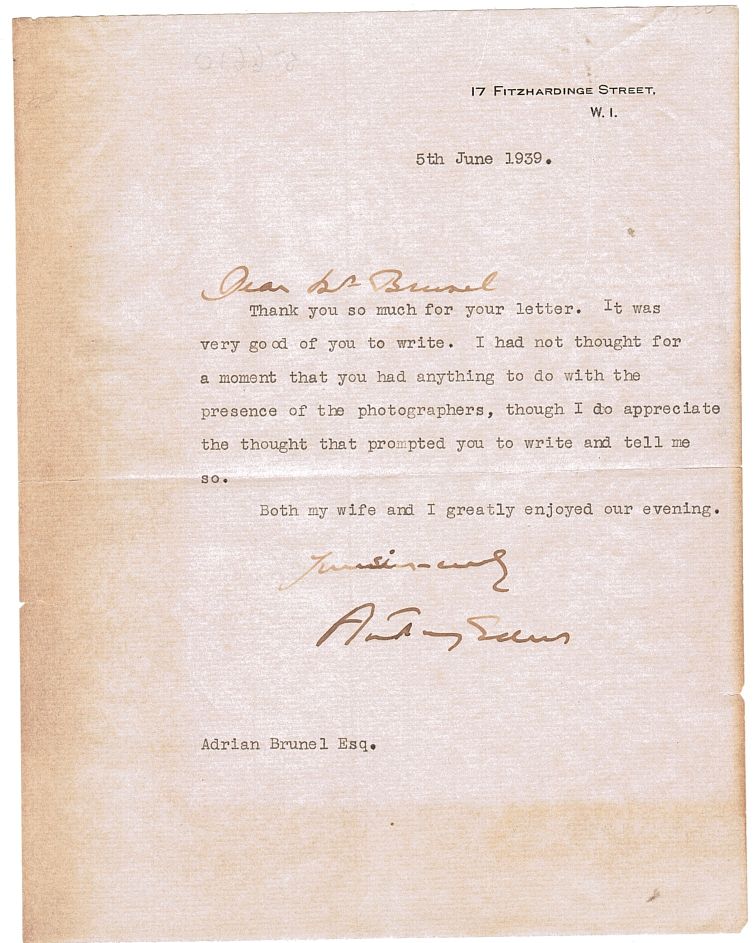 17 FITZHARDINGE STREET,
W. 1.
5th June 1939.
Dear Mr Brunel
Thank you so much for your letter. It was
very good of you to write. I had not thought for
a moment that you had anything to do with the
presence of the photographers, though I do appreciate
the thought that prompted you to write and tell me
so.
Both my wife and I greatly enjoyed our evening.
Yours sincerely
Anthony Eden
Adrian Brunel Esq.